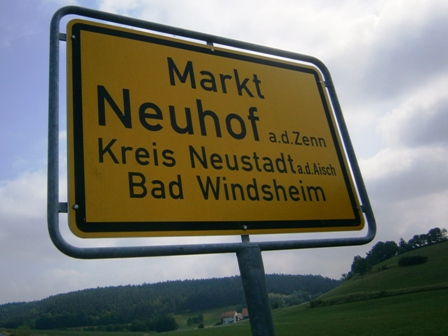 Markt
Neuhof a.d.Zenn
Kreis Neustadt a.d.Aisch
Bad Windsheim